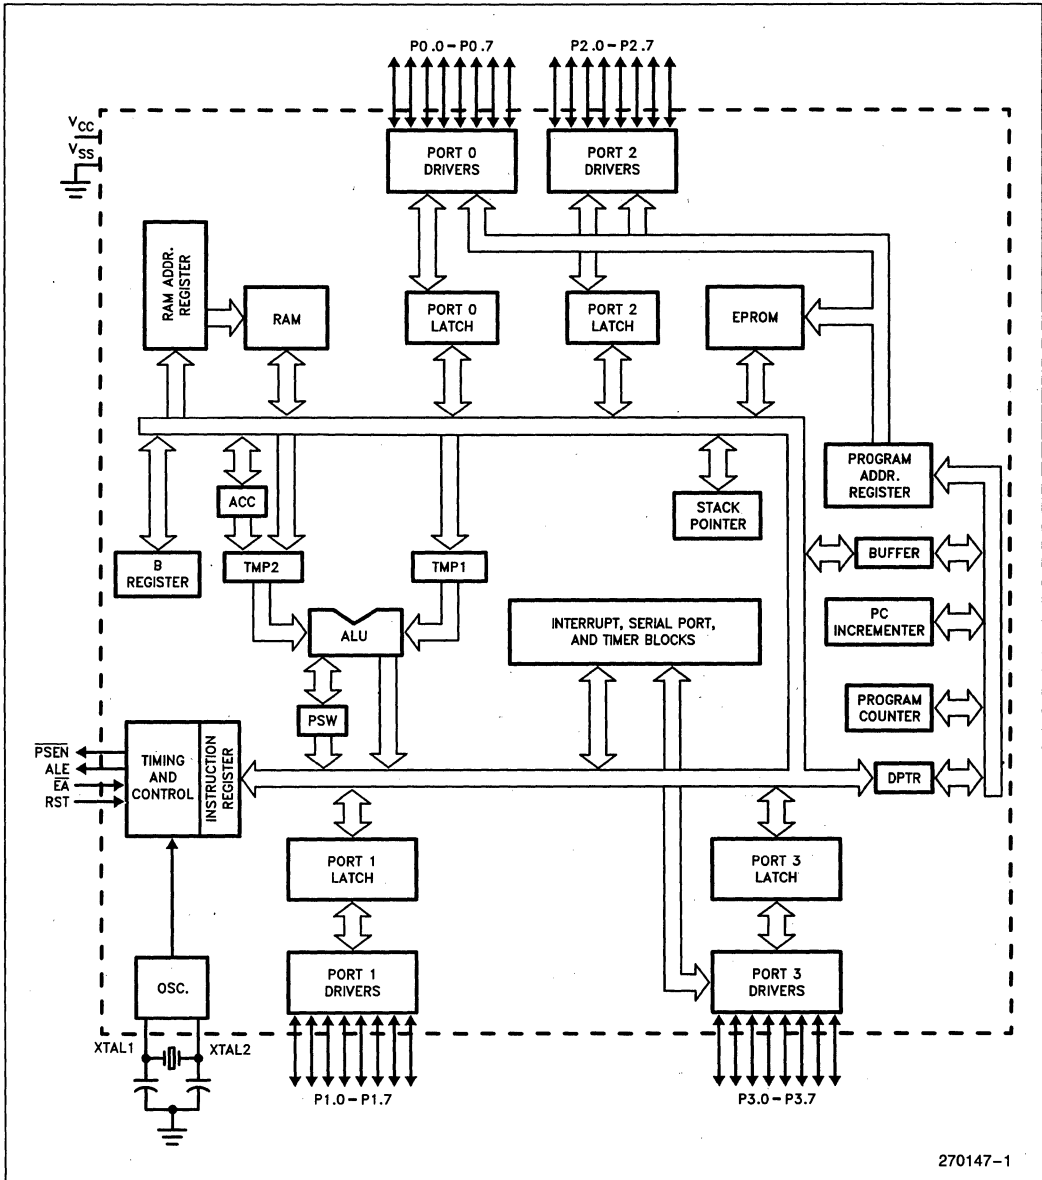 P0.0–P0.7
P2.0–P2.7
VCC
VSS
PORT 0
DRIVERS
PORT 2
DRIVERS
RAM ADDR.
REGISTER
RAM
PORT 0
LATCH
PORT 2
LATCH
EPROM
PROGRAM
ADDR.
REGISTER
ACC
STACK
POINTER
B
REGISTER
TMP2
TMP1
BUFFER
ALU
INTERRUPT, SERIAL PORT,
AND TIMER BLOCKS
PC
INCREMENTER
PSW
PROGRAM
COUNTER
PSEN
ALE
EA
RST
TIMING
AND
CONTROL
INSTRUCTION
REGISTER
DPTR
PORT 1
LATCH
PORT 3
LATCH
OSC.
PORT 1
DRIVERS
PORT 3
DRIVERS
XTAL1
XTAL2
P1.0–P1.7
P3.0–P3.7
270147–1